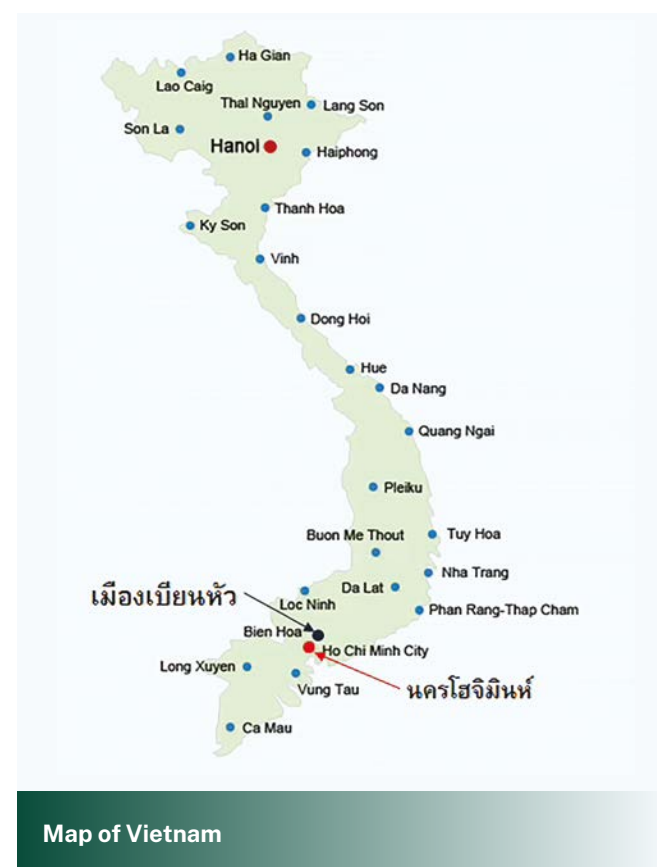 Ha Gian
Lao Caig
Thal Nguyen
Lang Son
Son La
Hanol
Haiphong
Thanh Hoa
Ky Son
Vinh
Dong Hoi
Hue
Da Nang
Quang Ngai
Pleiku
Buon Me Thout
Tuy Hoa
Nha Trang
Da Lat
เมืองเบียนหัว
Loc Ninh
Phan Rang-Thap Cham
Bien Hoa
Ho Chi Minh City
Long Xuyen
Vung Tau
นครโฮจิมินห์
Ca Mau
Map of Vietnam